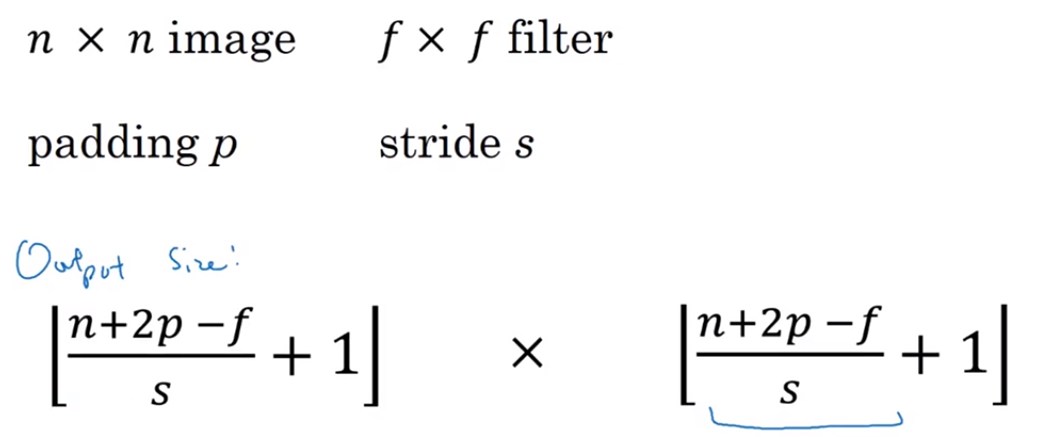 n × n image f × f filter
padding p stride s
Output size:
⌊(n+2p −f)/s + 1⌋ × ⌊(n+2p −f)/s + 1⌋